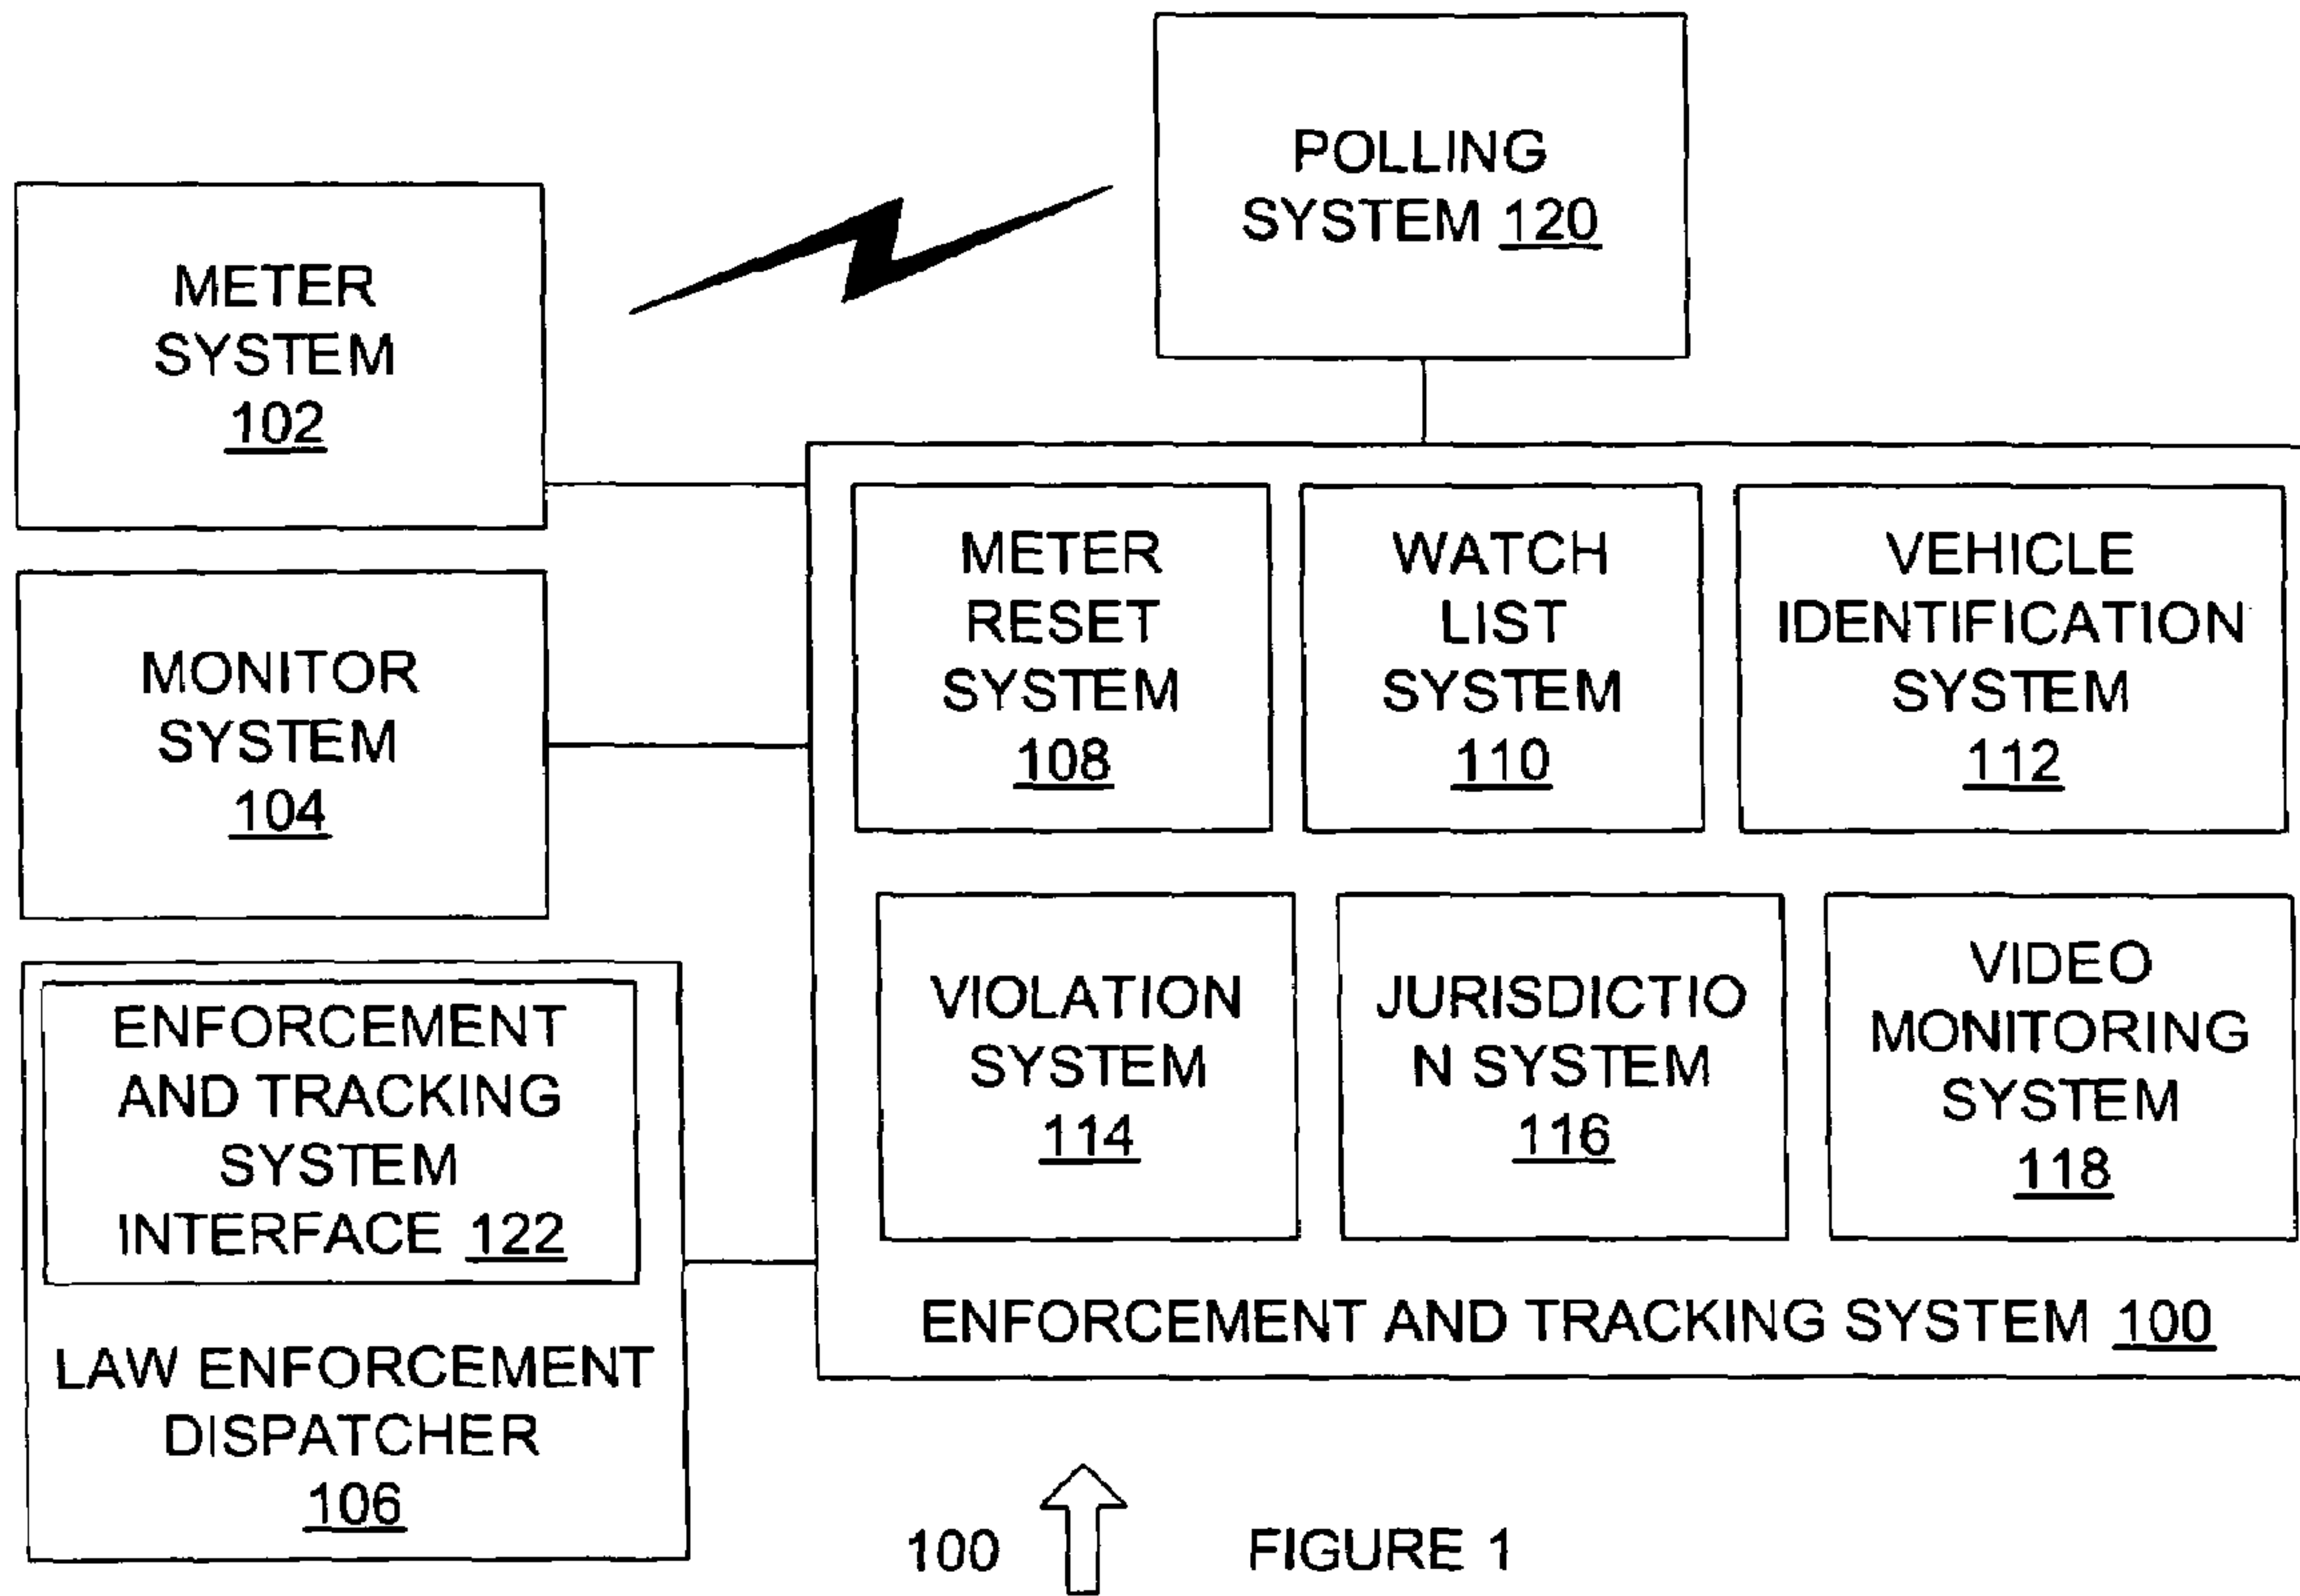 POLLING
SYSTEM 120
METER
SYSTEM
102
METER
RESET
SYSTEM
108
WATCH
LIST
SYSTEM
110
VEHICLE
IDENTIFICATION
SYSTEM
112
MONITOR
SYSTEM
104
VIOLATION
SYSTEM
114
JURISDICTIO
N SYSTEM
116
VIDEO
MONITORING
SYSTEM
118
ENFORCEMENT
AND TRACKING
SYSTEM
INTERFACE 122
ENFORCEMENT AND TRACKING SYSTEM 100
LAW ENFORCEMENT
DISPATCHER
106
100
FIGURE 1